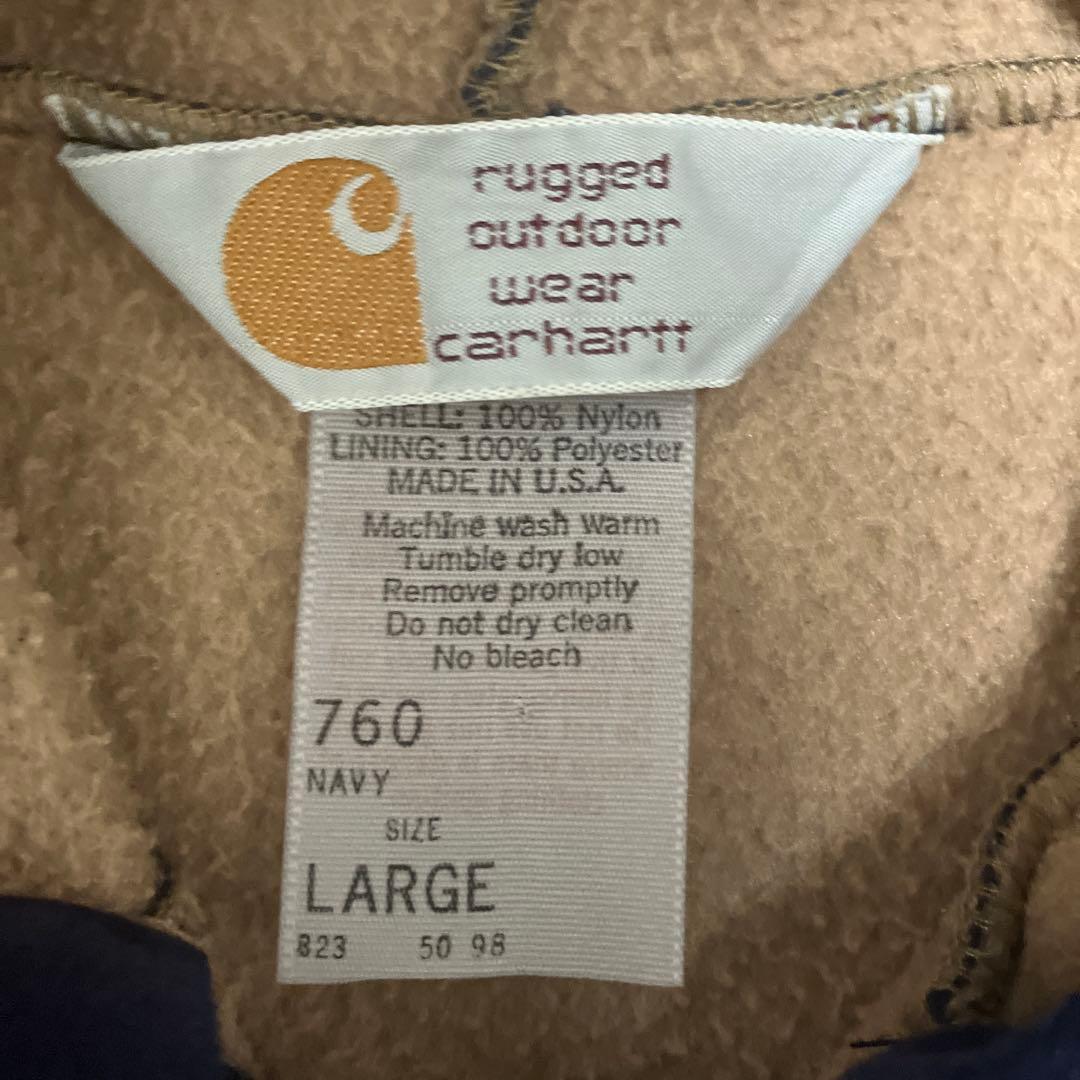 rugged
outdoor
wear
carhartt
SHELL: 100% Nylon
LINING: 100% Polyester
MADE IN U.S.A.
Machine wash warm
Tumble dry low
Remove promptly
Do not dry clean
No bleach
760
NAVY
SIZE
LARGE
823 50 98